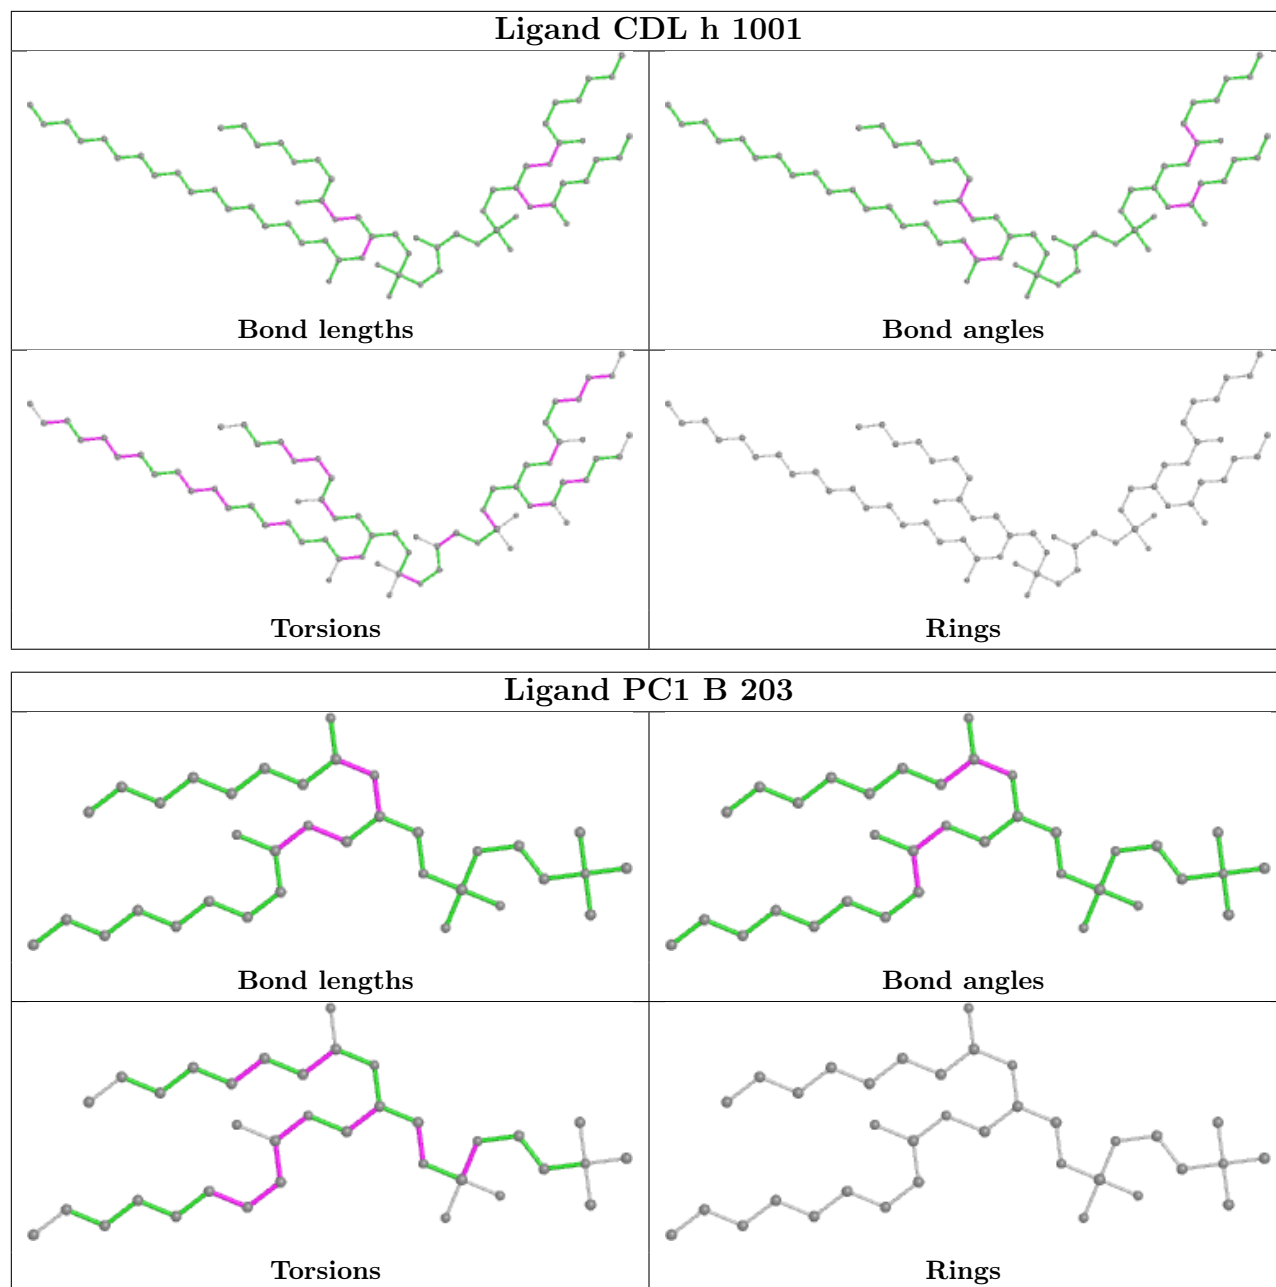 Ligand CDL h 1001
Bond lengths
Bond angles
Torsions
Rings
Ligand PC1 B 203
Bond lengths
Bond angles
Torsions
Rings